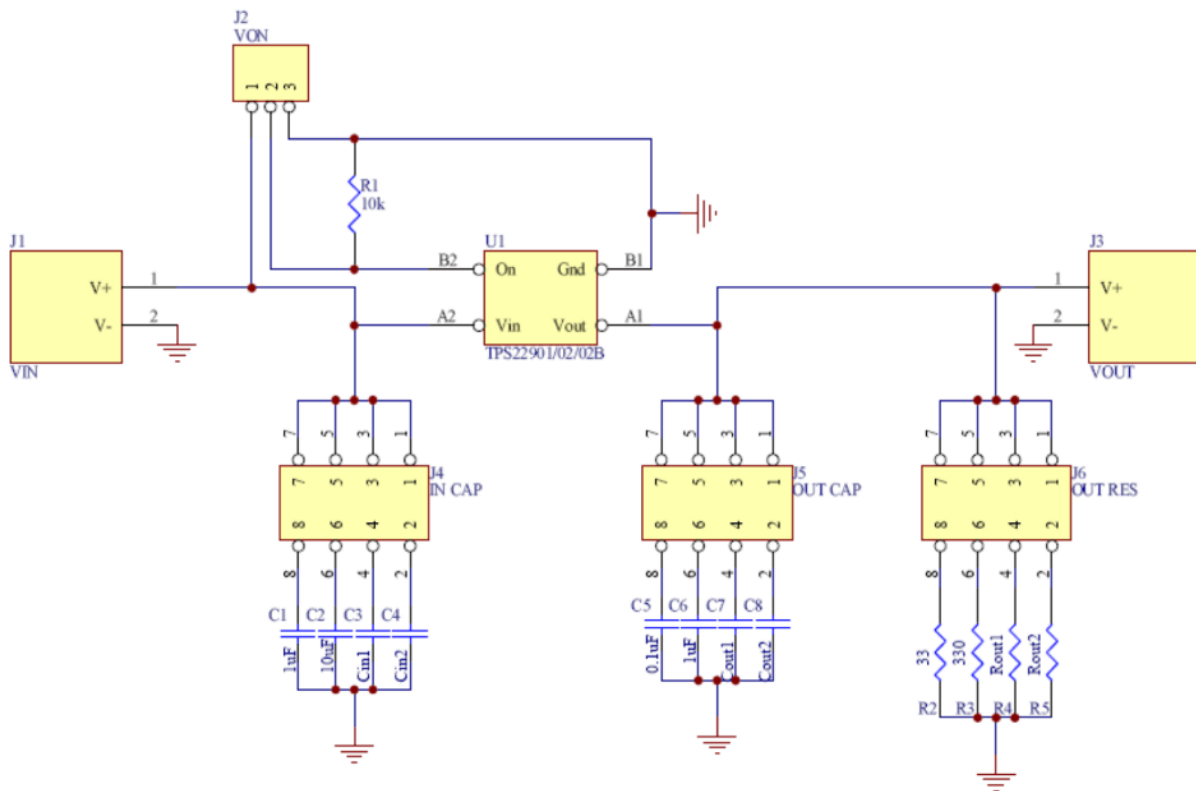 J2
VON
1 2 3
R1
10k
J1
V+
V-
1
2
VIN
U1
B2
On
Gnd
B1
A2
Vin
Vout
A1
TPS22901/02/02B
J3
1
V+
2
V-
VOUT
7 5 3 1
7 5 3 1
J4
IN CAP
8 6 4 2
8 6 4 2
C1 C2 C3 C4
1uF 10uF Cin1 Cin2
7 5 3 1
7 5 3 1
J5
OUT CAP
8 6 4 2
8 6 4 2
C5 C6 C7 C8
0.1uF 1uF Cout1 Cout2
7 5 3 1
7 5 3 1
J6
OUT RES
8 6 4 2
8 6 4 2
33 330 Rout1 Rout2
R2 R3 R4 R5